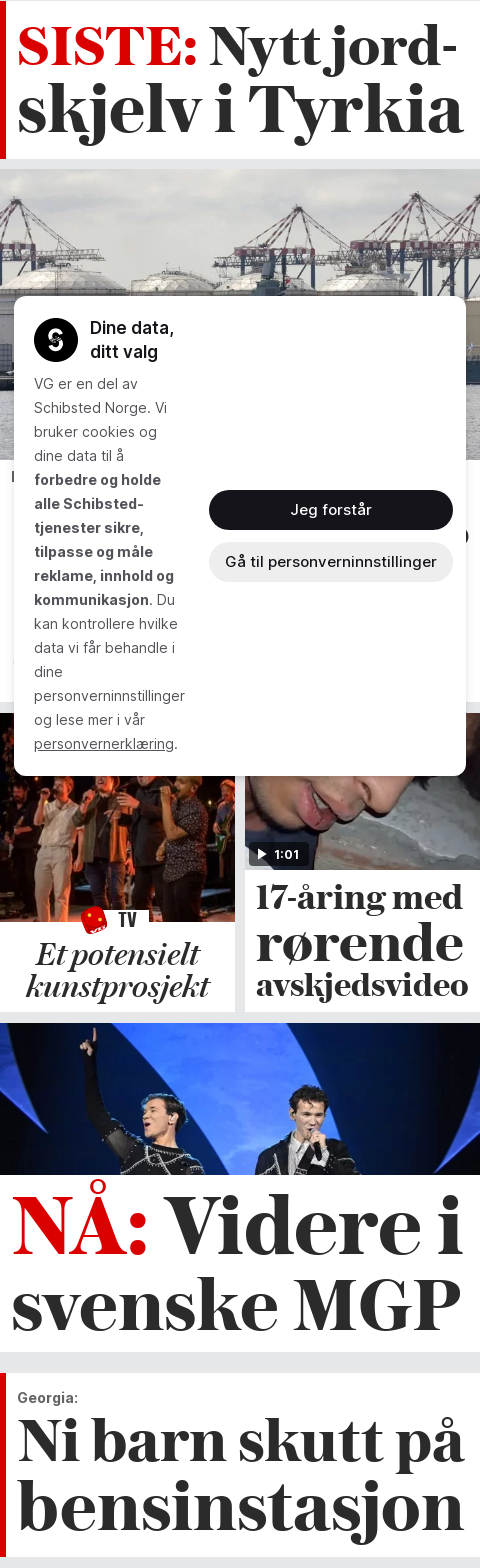 SISTE: Nytt jord-
skjelv i Tyrkia
Dine data,
ditt valg
VG er en del av
Schibsted Norge. Vi
bruker cookies og
dine data til å
forbedre og holde
alle Schibsted-
tjenester sikre,
tilpasse og måle
reklame, innhold og
kommunikasjon. Du
kan kontrollere hvilke
data vi får behandle i
dine
personverninnstillinger
og lese mer i vår
personvernerklæring.
Jeg forstår
Gå til personverninnstillinger
TV
Et potensielt
kunstprosjekt
1:01
17-åring med
rørende
avskjedsvideo
NÅ: Videre i
svenske MGP
Georgia:
Ni barn skutt på
bensinstasjon